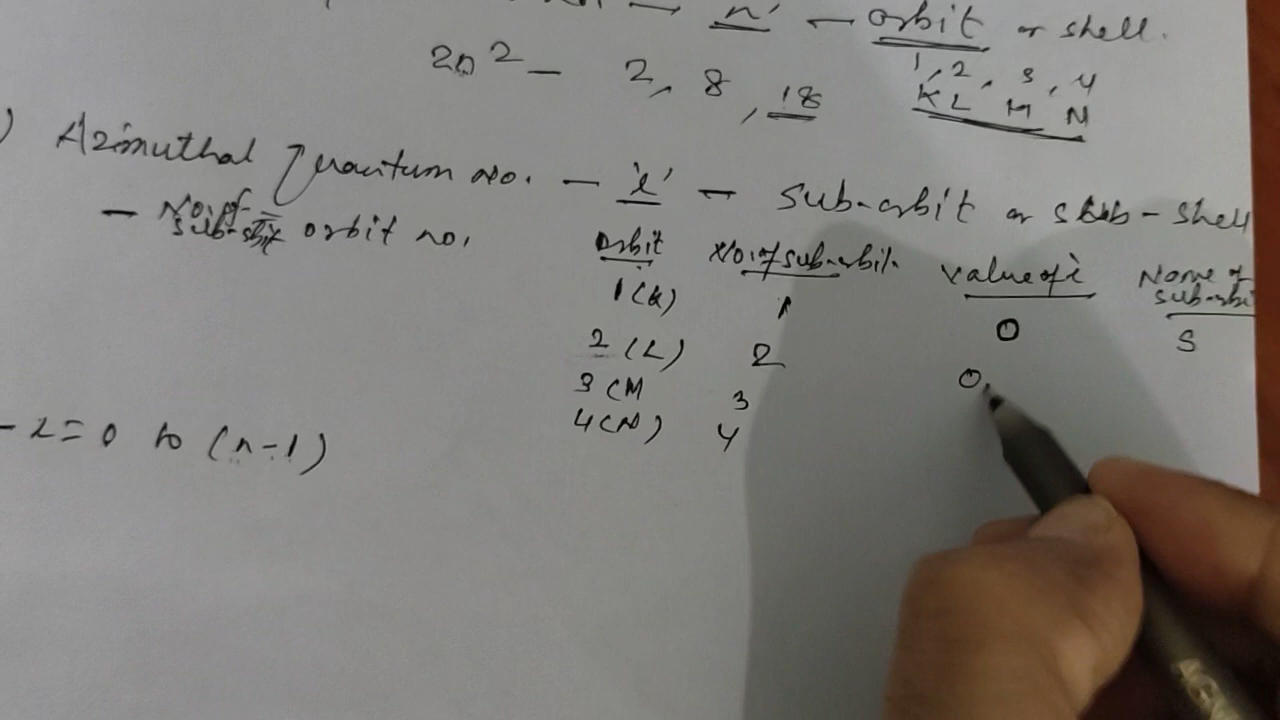 → 'n' — orbit or shell.
2n² — 2, 8, 18
1, 2, 3, 4
K L M N
) Azimuthal Quantum no. — 'l' — sub-orbit or shub-shell
— No. of sub-orbit = orbit no.
orbit No. of sub-orbit. value of l Name of sub-orbi
1 (K) 1 0 S
2 (L) 2 0,
3 (M 3
4 (N) 4
- l = 0 to (n-1)